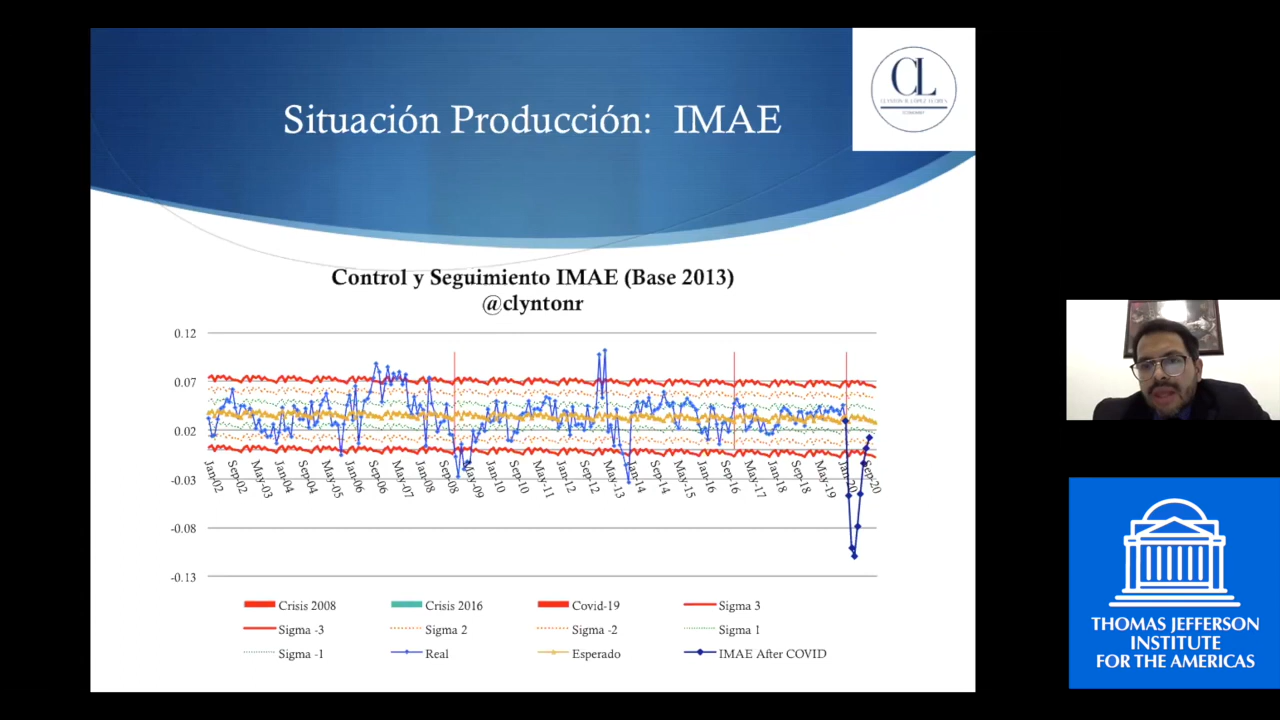 CL
Situación Producción: IMAE
Control y Seguimiento IMAE (Base 2013)
@clyntonr
0.12
0.07
0.02
-0.03
-0.08
-0.13
Jan-02 Sep-02 May-03 Jan-04 Sep-04 May-05 Jan-06 Sep-06 May-07 Jan-08 Sep-08 May-09 Jan-10 Sep-10 May-11 Jan-12 Sep-12 May-13 Jan-14 Sep-14 May-15 Jan-16 Sep-16 May-17 Jan-18 Sep-18 May-19 Jan-20 Sep-20
Crisis 2008 Crisis 2016 Covid-19 Sigma 3
Sigma -3 Sigma 2 Sigma -2 Sigma 1
Sigma -1 Real Esperado IMAE After COVID
THOMAS JEFFERSON
INSTITUTE
FOR THE AMERICAS